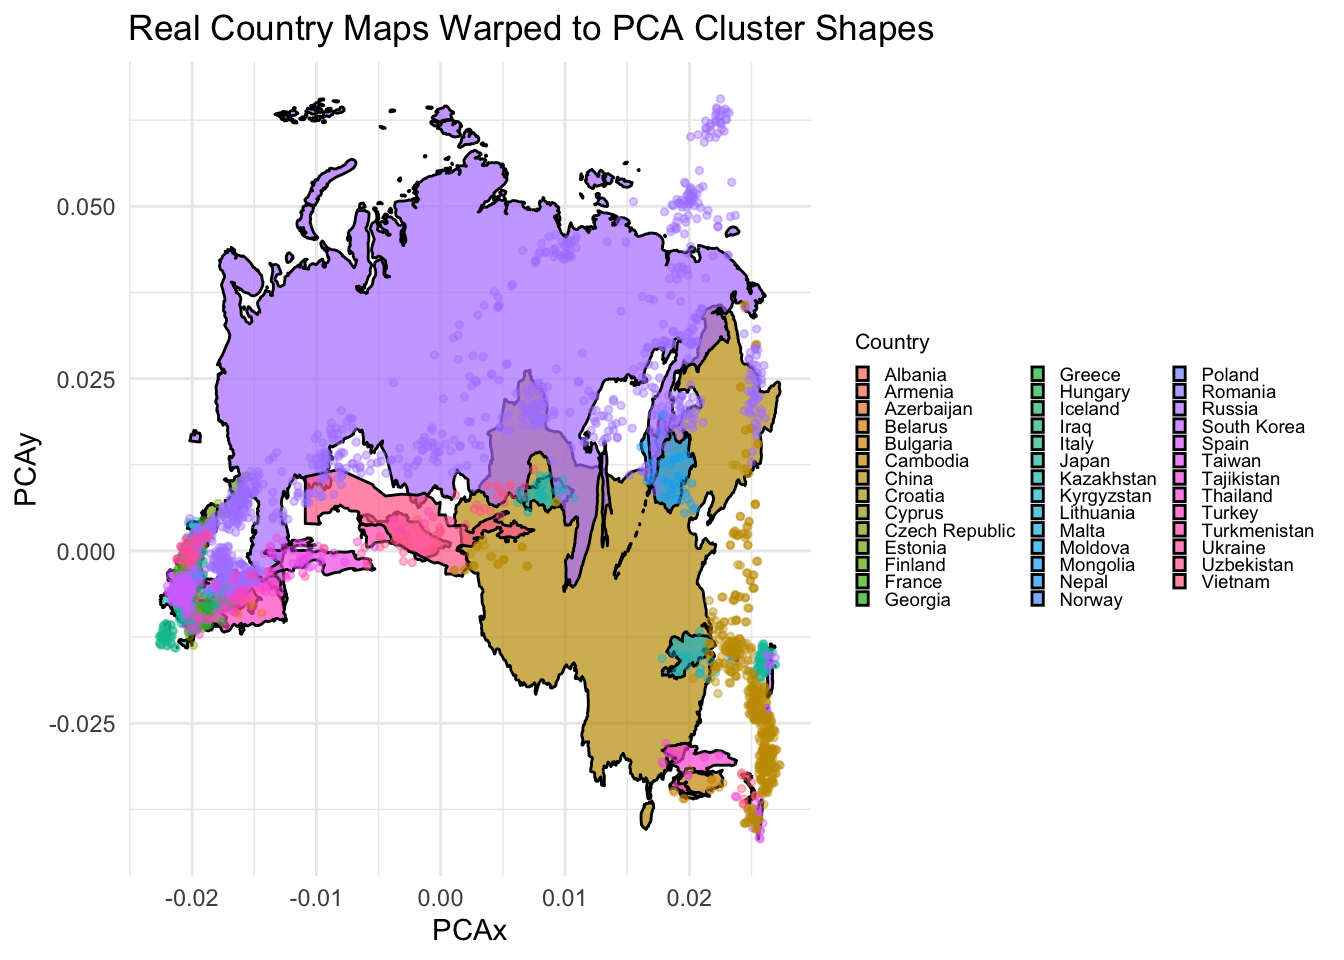 Real Country Maps Warped to PCA Cluster Shapes
PCAy
0.050
0.025
0.000
-0.025
-0.02
-0.01
0.00
0.01
0.02
PCAx
Country
Albania
Armenia
Azerbaijan
Belarus
Bulgaria
Cambodia
China
Croatia
Cyprus
Czech Republic
Estonia
Finland
France
Georgia
Greece
Hungary
Iceland
Iraq
Italy
Japan
Kazakhstan
Kyrgyzstan
Lithuania
Malta
Moldova
Mongolia
Nepal
Norway
Poland
Romania
Russia
South Korea
Spain
Taiwan
Tajikistan
Thailand
Turkey
Turkmenistan
Ukraine
Uzbekistan
Vietnam